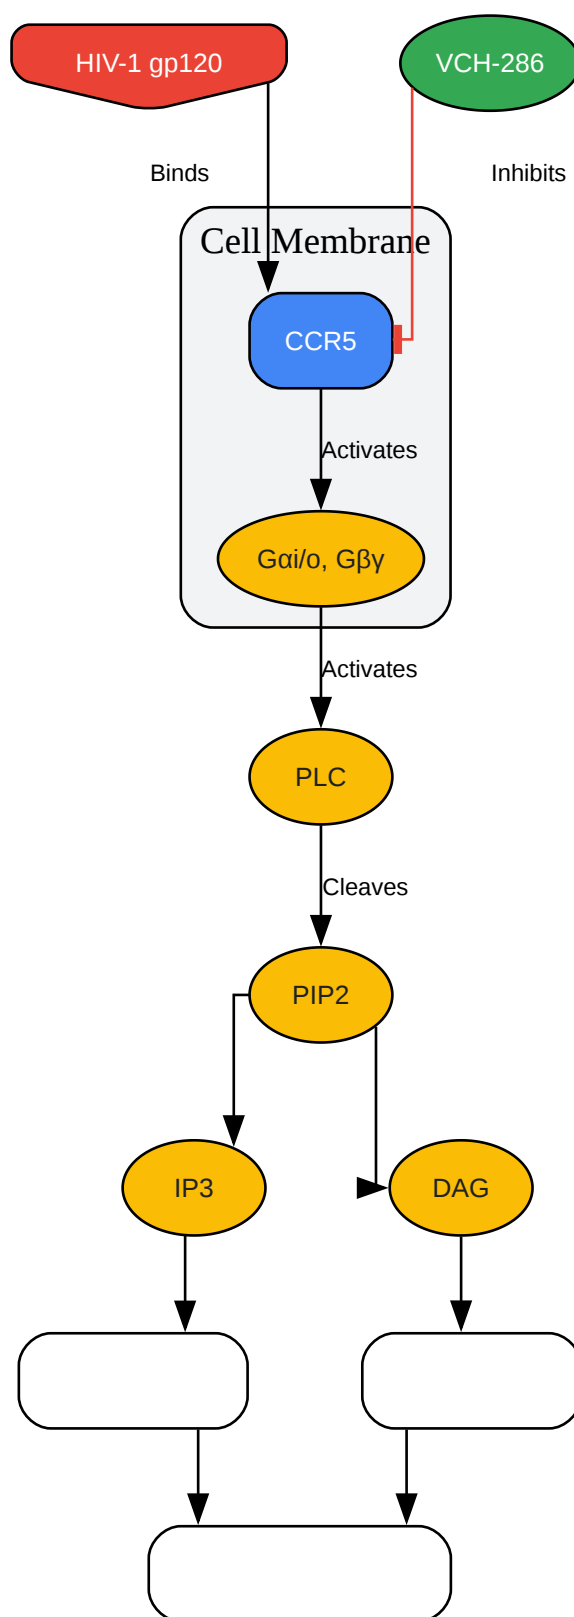 HIV-1 gp120
VCH-286
Binds
Inhibits
Cell Membrane
CCR5
Activates
Gαi/o, Gβγ
Activates
PLC
Cleaves
PIP2
IP3
DAG